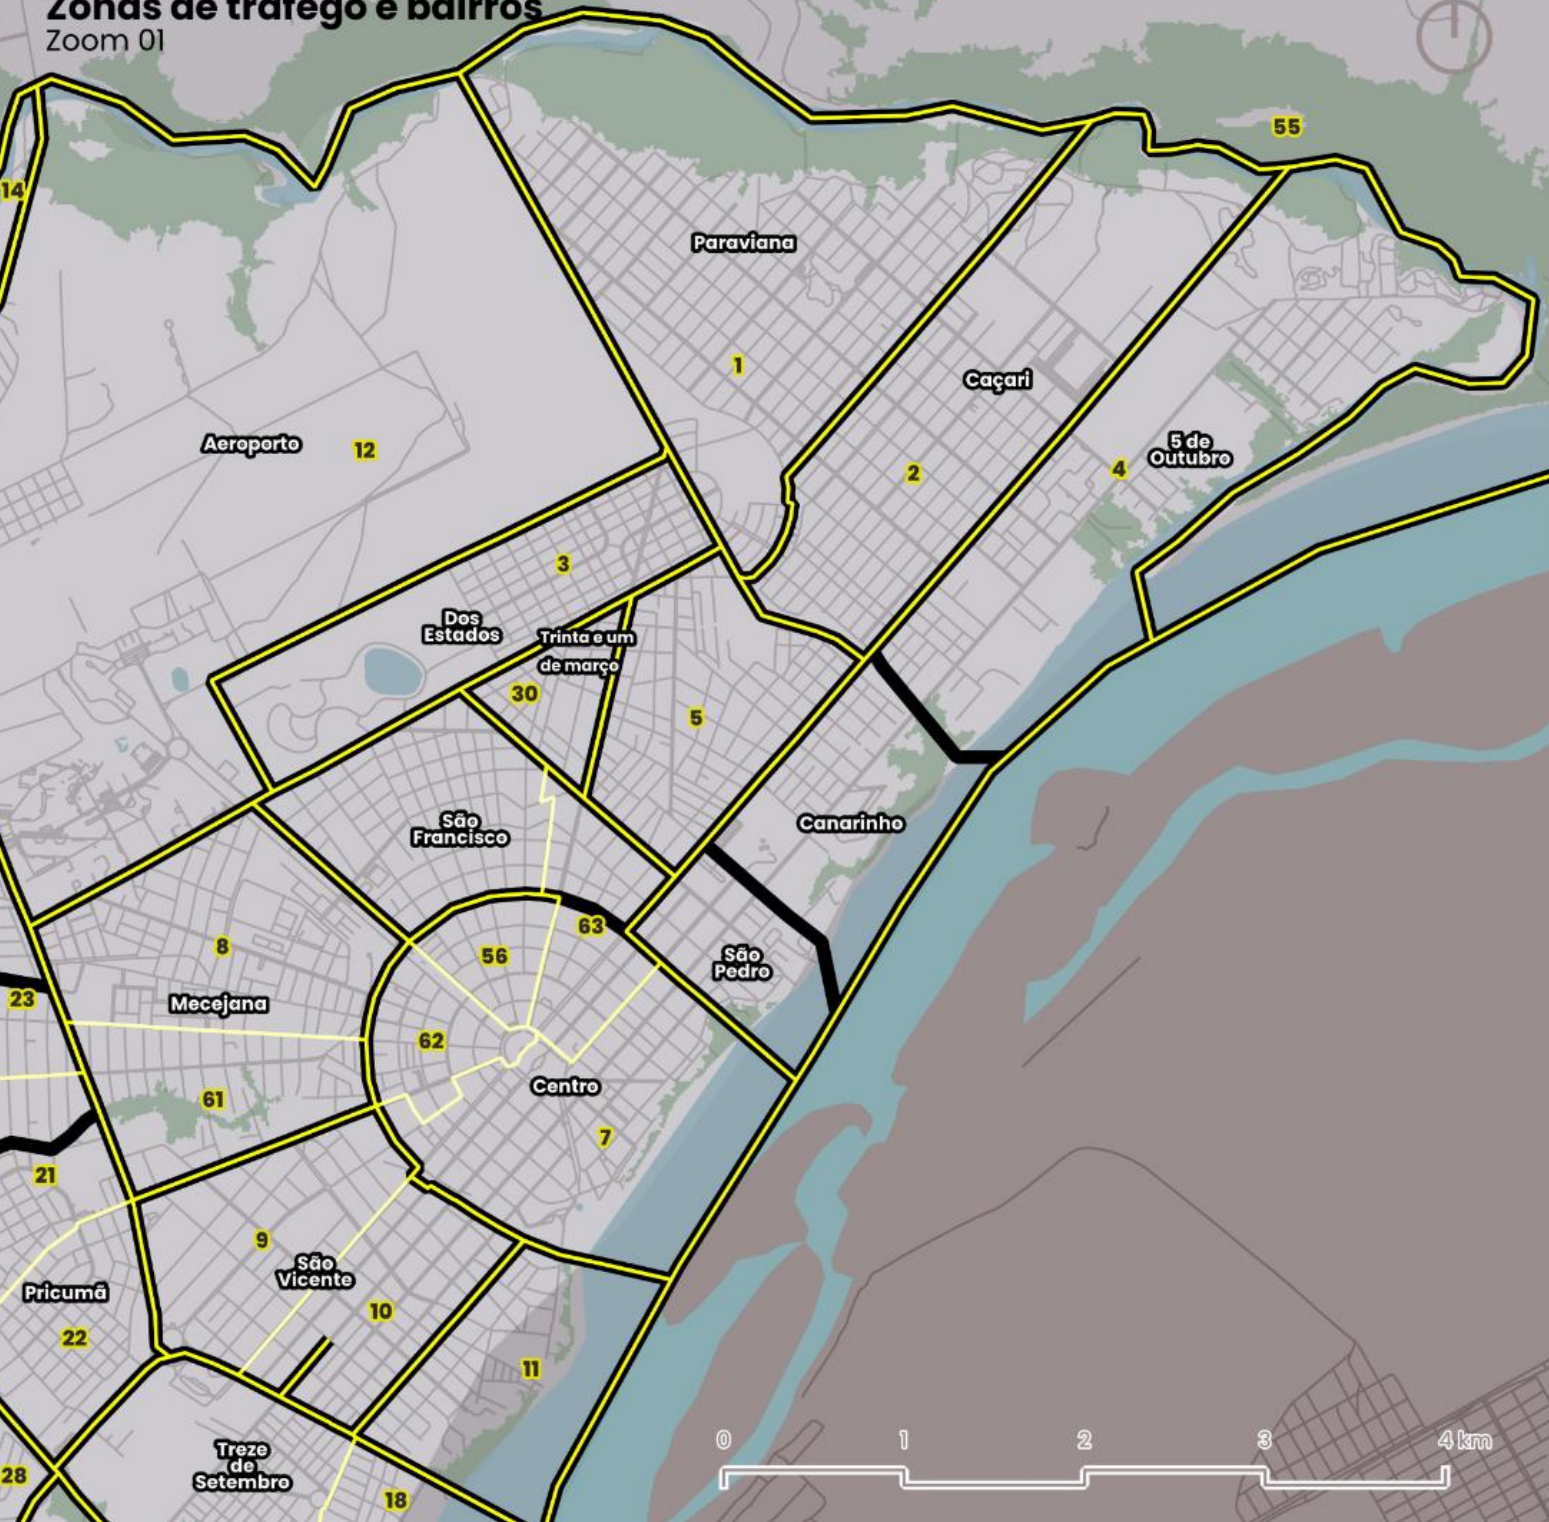 Zonas de tráfego e bairros
Zoom 01
55
14
Paraviana
1
Caçari
Aeroporto
12
5 de
Outubro
4
2
3
Dos
Estados
Trinta e um
de março
30
5
São
Francisco
Canarinho
63
8
56
São
Pedro
23
Mecejana
62
Centro
61
7
21
9
São
Vicente
Pricumã
10
22
11
Treze
de
Setembro
28
18
0 1 2 3 4 km